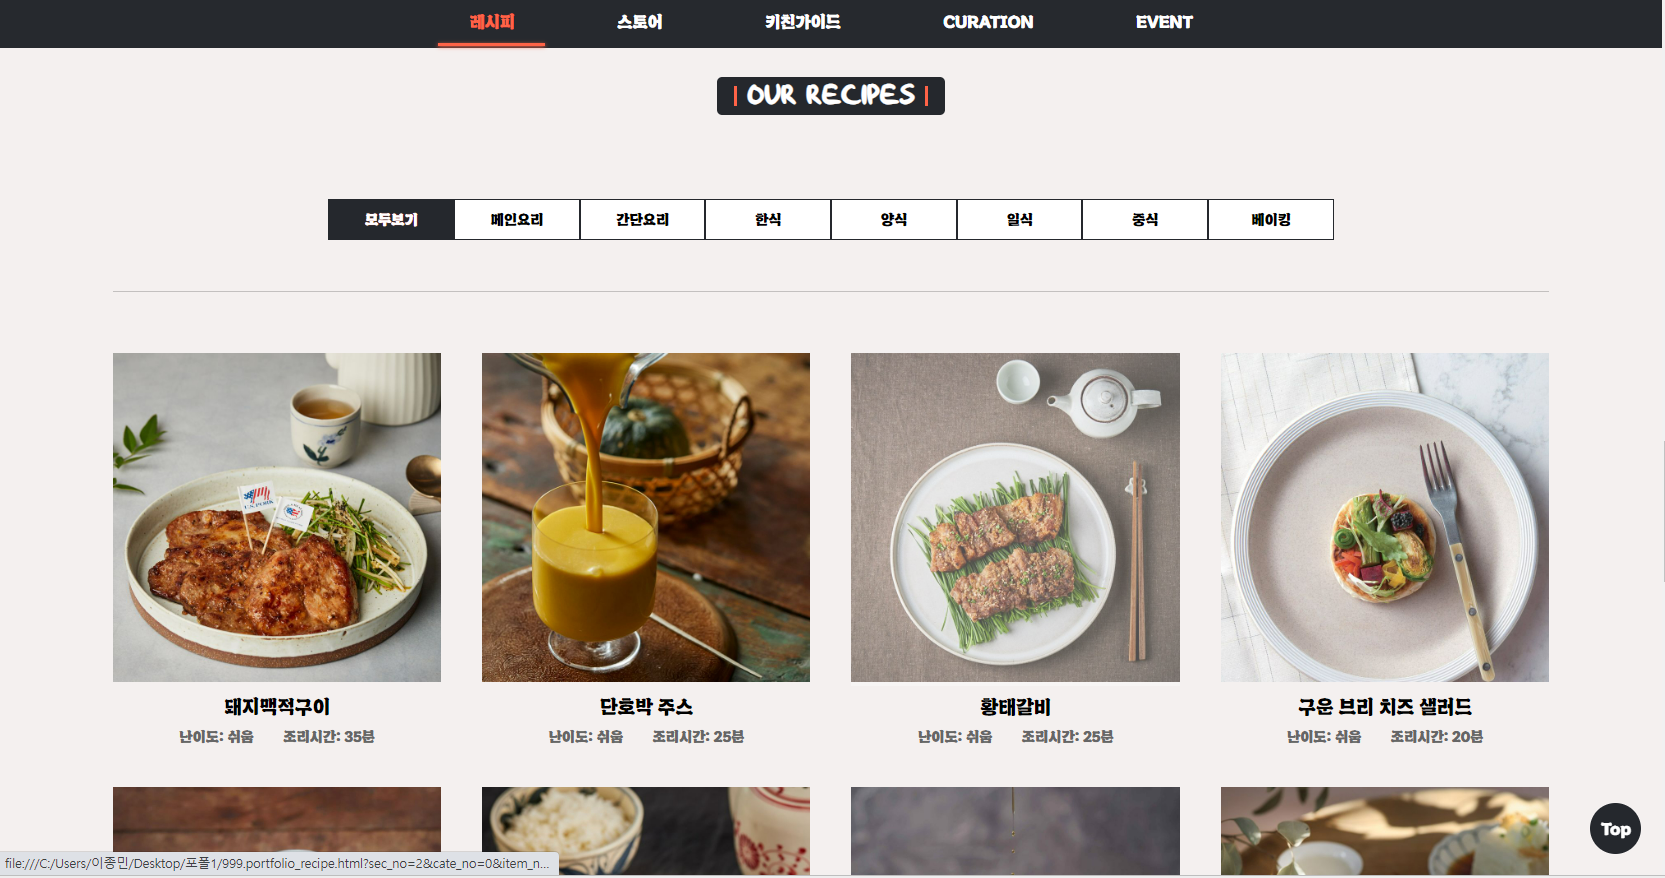 레시피 스토어 키친가이드 CURATION EVENT
| OUR RECIPES |
모두보기 메인요리 간단요리 한식 양식 일식 중식 베이킹
U.S. PORK
돼지맥적구이 단호박 주스 황태갈비 구운 브리 치즈 샐러드
난이도: 쉬움 조리시간: 35분 난이도: 쉬움 조리시간: 25분 난이도: 쉬움 조리시간: 25분 난이도: 쉬움 조리시간: 20분
Top
file:///C:/Users/이종민/Desktop/포폴1/999.portfolio_recipe.html?sec_no=2&cate_no=0&item_n...